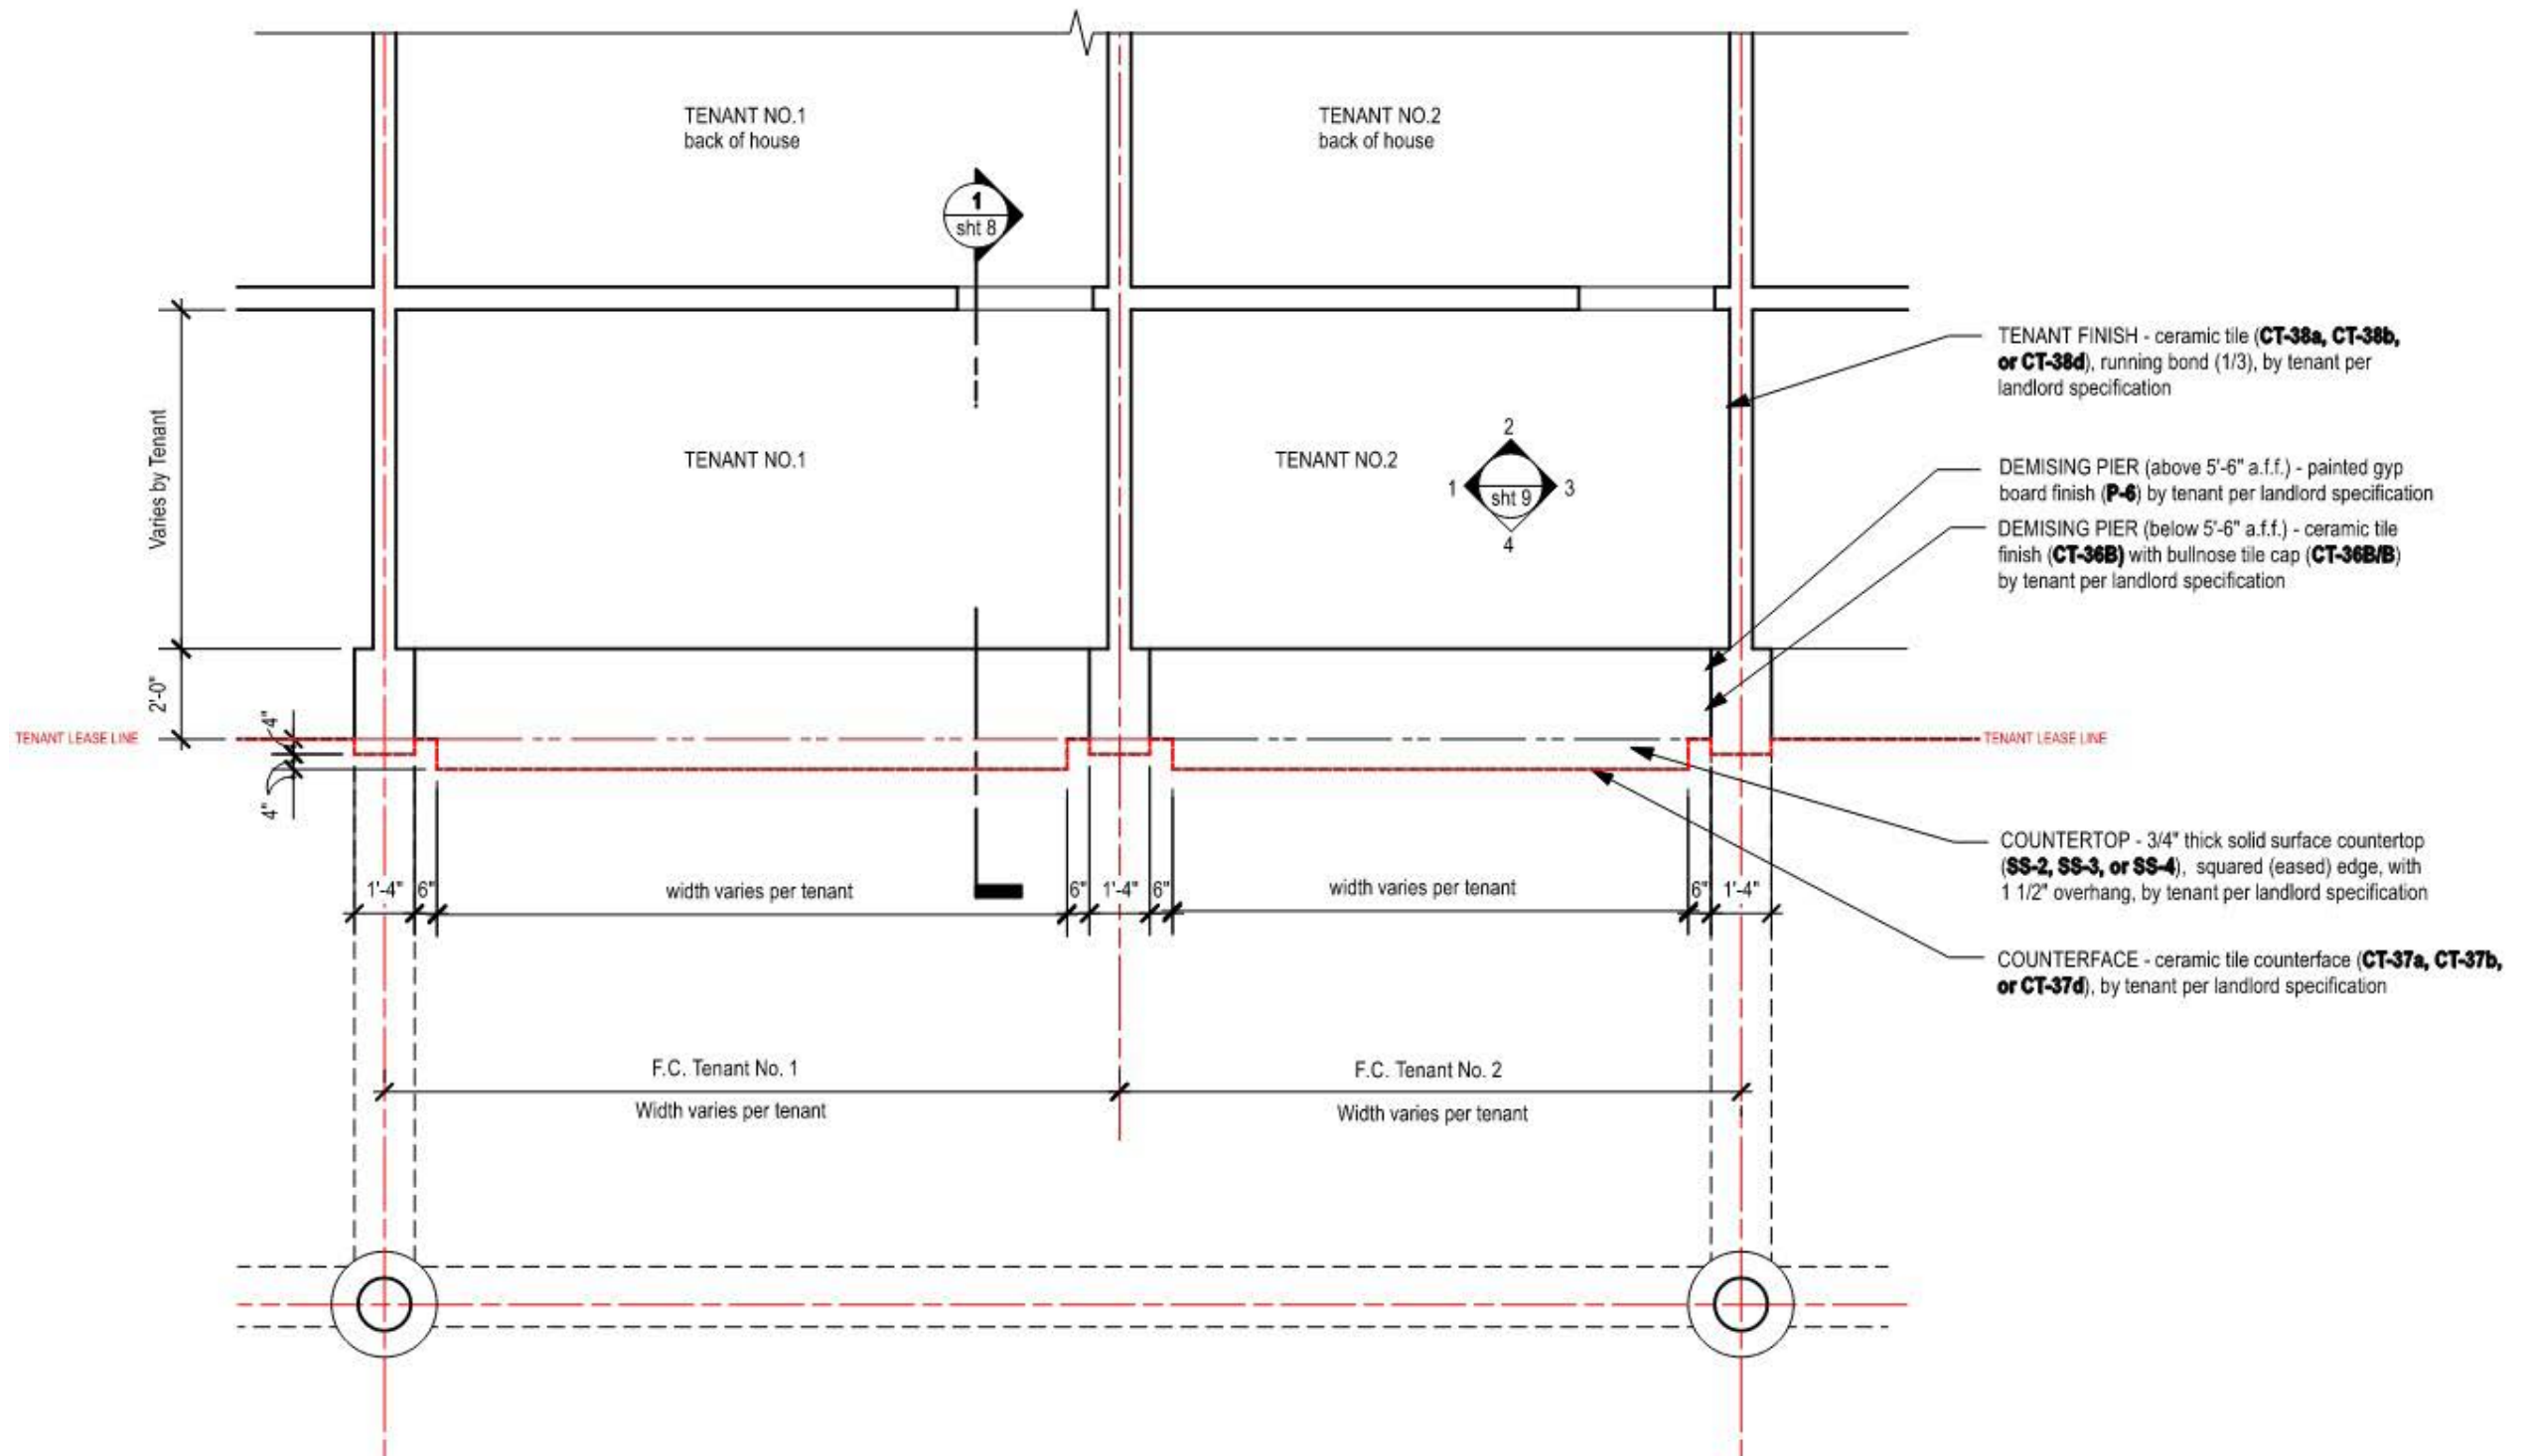 TENANT NO.1
back of house
TENANT NO.2
back of house
1
sht 8
TENANT FINISH - ceramic tile (CT-38a, CT-38b,
or CT-38d), running bond (1/3), by tenant per
landlord specification
Varies by Tenant
TENANT NO.1
TENANT NO.2
2
1
sht 9
3
4
DEMISING PIER (above 5'-6" a.f.f.) - painted gyp
board finish (P-6) by tenant per landlord specification
DEMISING PIER (below 5'-6" a.f.f.) - ceramic tile
finish (CT-36B) with bullnose tile cap (CT-36B/B)
by tenant per landlord specification
2'-0"
4"
TENANT LEASE LINE
TENANT LEASE LINE
4"
COUNTERTOP - 3/4" thick solid surface countertop
(SS-2, SS-3, or SS-4), squared (eased) edge, with
1 1/2" overhang, by tenant per landlord specification
1'-4"
6"
width varies per tenant
6"
1'-4"
6"
width varies per tenant
6"
1'-4"
COUNTERFACE - ceramic tile counterface (CT-37a, CT-37b,
or CT-37d), by tenant per landlord specification
F.C. Tenant No. 1
Width varies per tenant
F.C. Tenant No. 2
Width varies per tenant